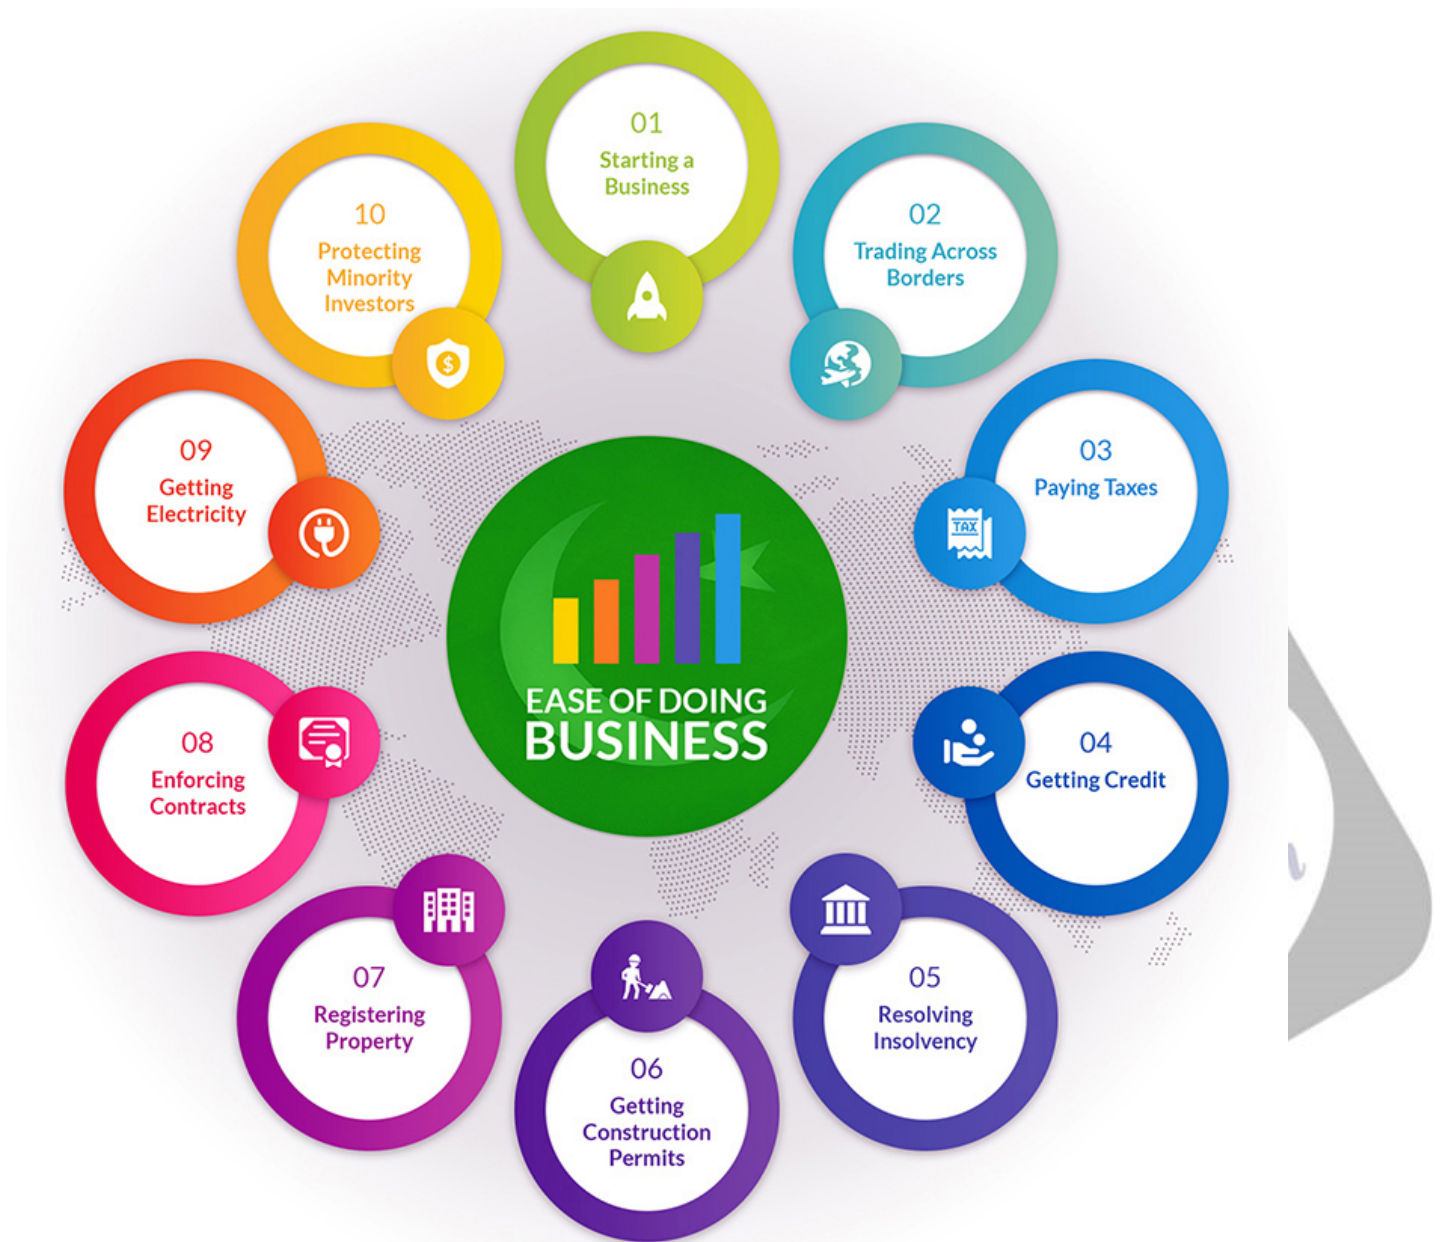 01
Starting a
Business
02
Trading Across
Borders
03
Paying Taxes
TAX
04
Getting Credit
05
Resolving
Insolvency
06
Getting
Construction
Permits
07
Registering
Property
08
Enforcing
Contracts
09
Getting
Electricity
10
Protecting
Minority
Investors
$
EASE OF DOING
BUSINESS